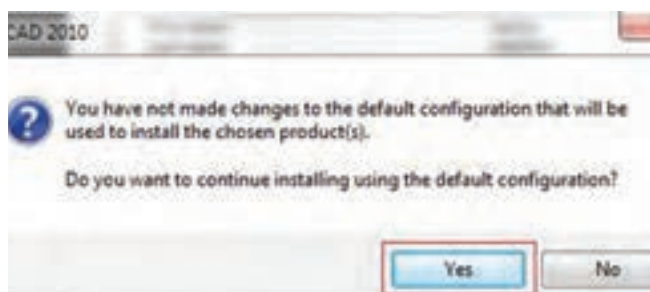 CAD 2010
You have not made changes to the default configuration that will be
used to install the chosen product(s).
Do you want to continue installing using the default configuration?
Yes
No